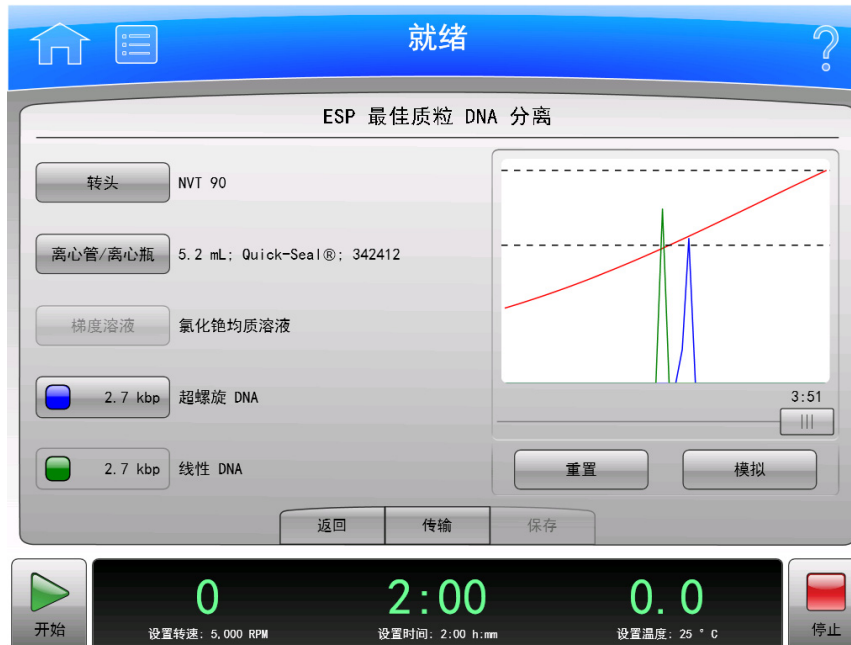 就绪
ESP 最佳质粒 DNA 分离
转头 NVT 90
离心管/离心瓶 5.2 mL; Quick-Seal®; 342412
梯度溶液 氯化铯均质溶液
2.7 kbp 超螺旋 DNA
2.7 kbp 线性 DNA
3:51
重置 模拟
返回 传输 保存
0 2:00 0.0
开始 设置转速: 5,000 RPM 设置时间: 2:00 h:mm 设置温度: 25 ° C 停止